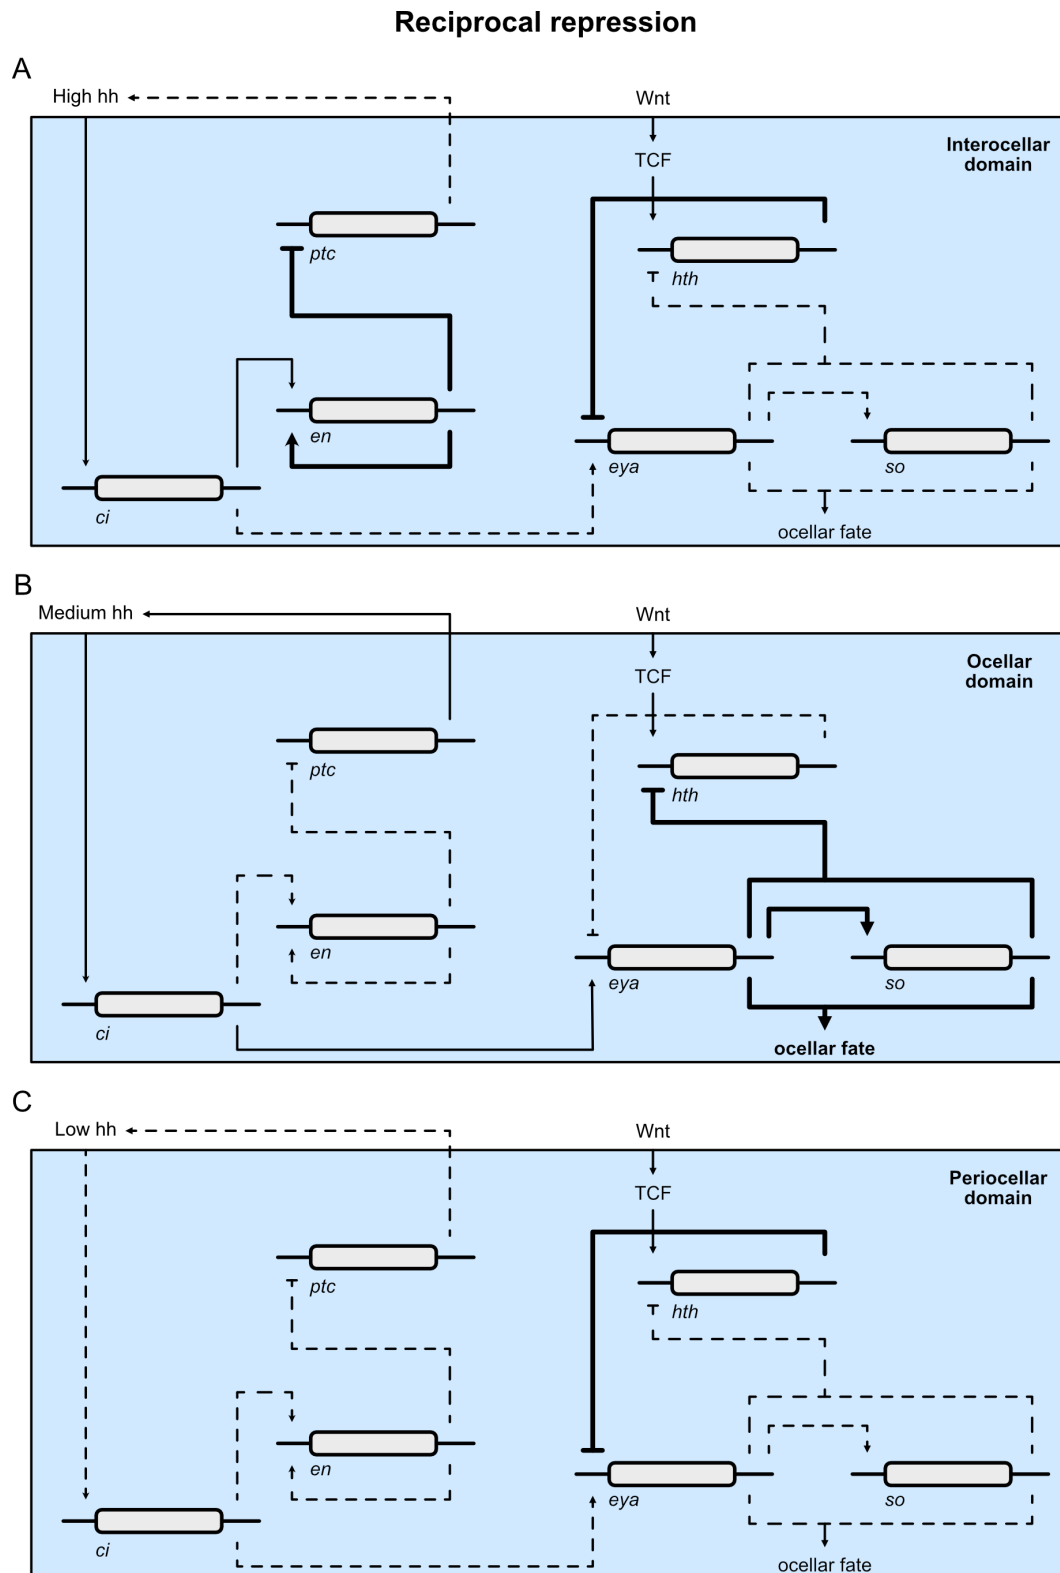 Reciprocal repression
A
High hh
Wnt
Interocellar
domain
TCF
ptc
hth
en
eya
so
ci
ocellar fate
B
Medium hh
Wnt
Ocellar
domain
TCF
ptc
hth
en
eya
so
ci
ocellar fate
C
Low hh
Wnt
Periocellar
domain
TCF
ptc
hth
en
eya
so
ci
ocellar fate